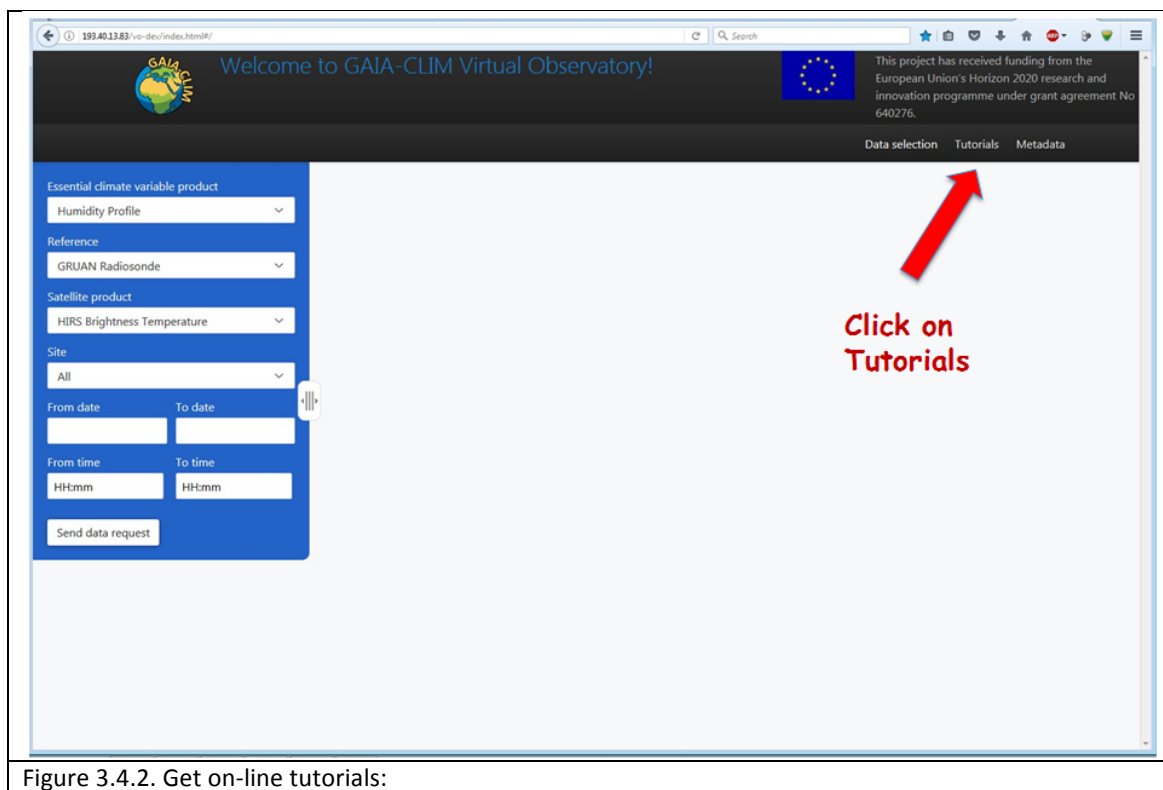 193.40.13.83/vo-dev/index.html#/
Search
ABP
GAIA CLIM
Welcome to GAIA-CLIM Virtual Observatory!
This project has received funding from the
European Union's Horizon 2020 research and
innovation programme under grant agreement No
640276.
Data selection Tutorials Metadata
Essential climate variable product
Humidity Profile
Reference
GRUAN Radiosonde
Satellite product
HIRS Brightness Temperature
Site
All
From date To date
From time To time
HH:mm HH:mm
Send data request
Click on
Tutorials
Figure 3.4.2. Get on-line tutorials: